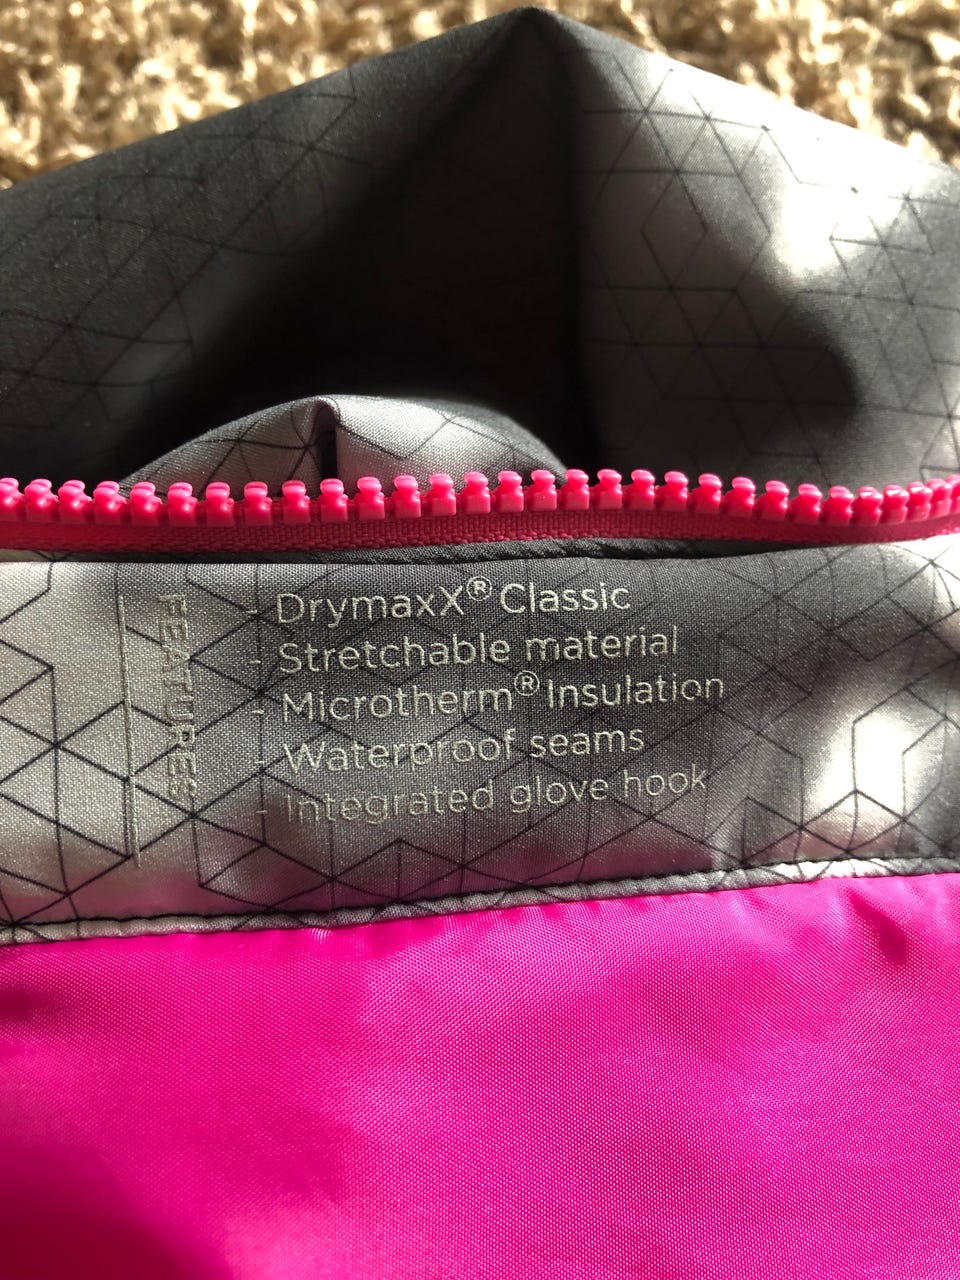 FEATURES
- DrymaxX® Classic
- Stretchable material
- Microtherm® Insulation
- Waterproof seams
- Integrated glove hook